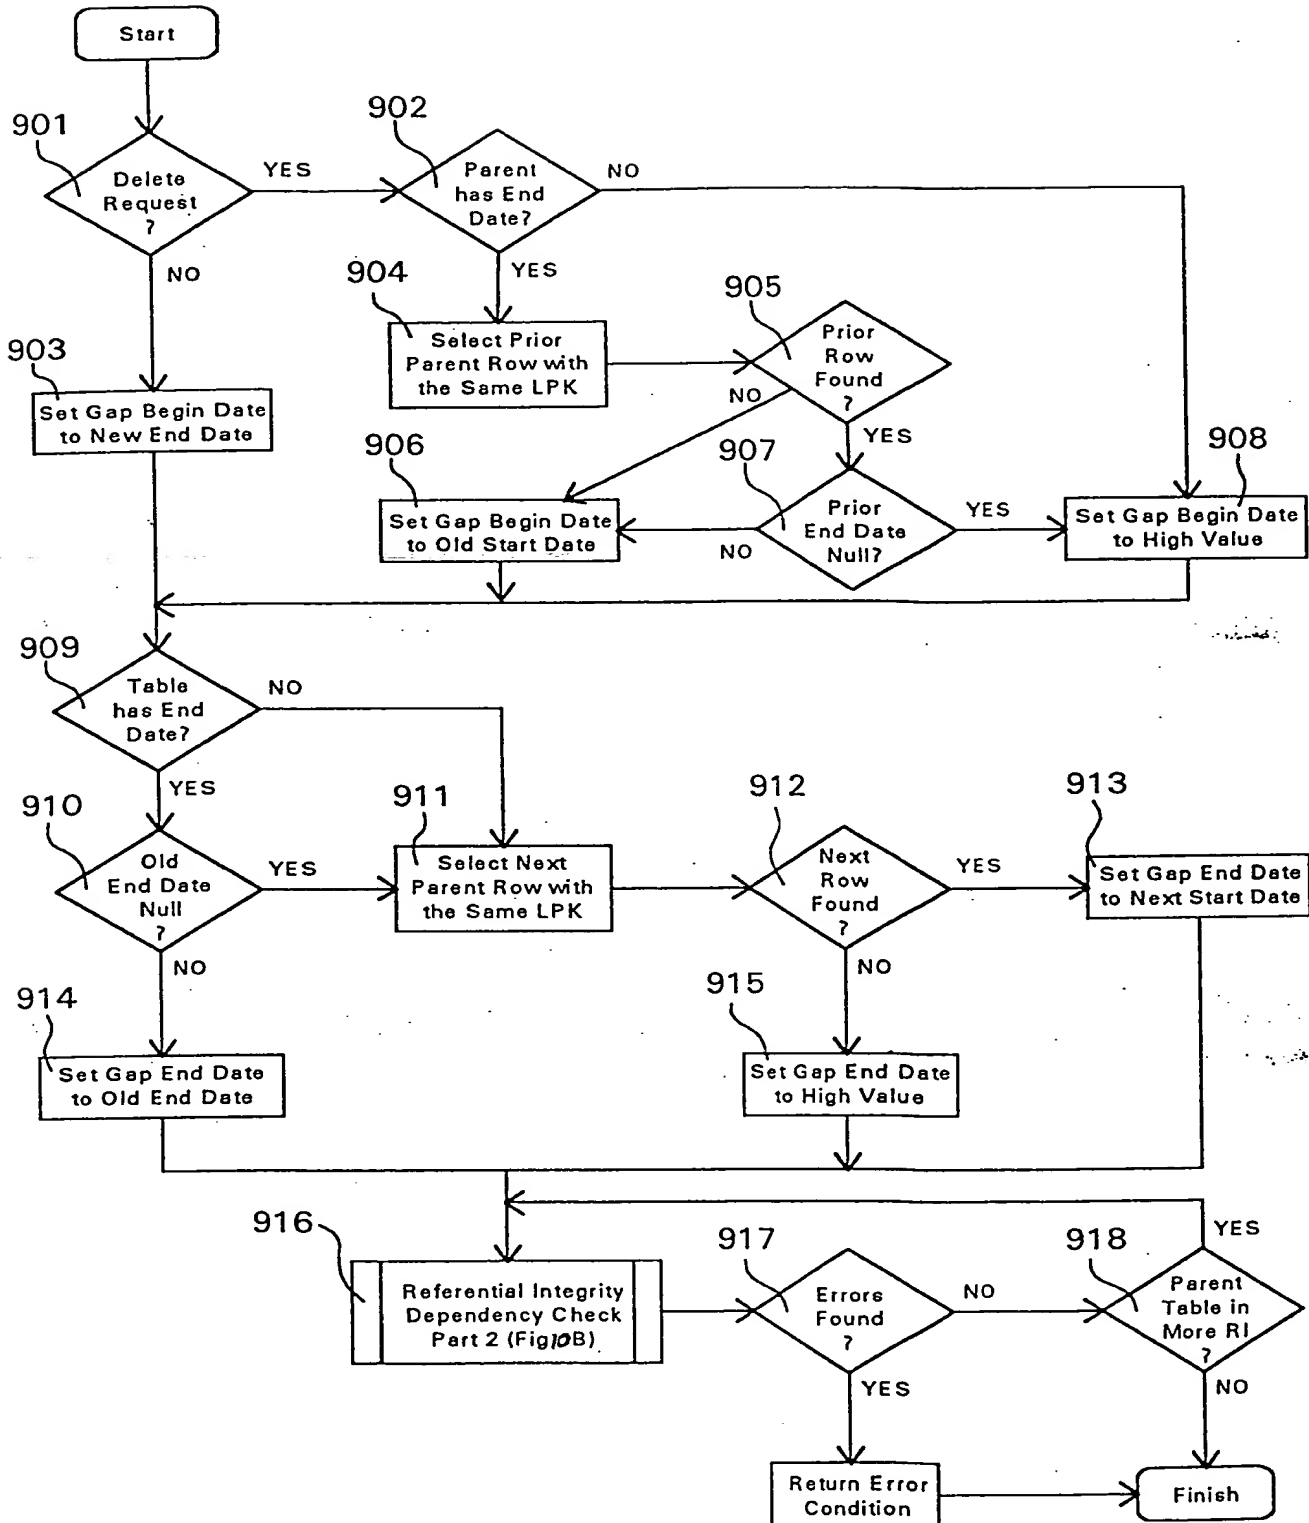 Start
901
Delete
Request
?
YES
NO
902
Parent
has End
Date?
NO
YES
903
Set Gap Begin Date
to New End Date
904
Select Prior
Parent Row with
the Same LPK
905
Prior
Row
Found
?
NO
YES
906
Set Gap Begin Date
to Old Start Date
907
Prior
End Date
Null?
NO
YES
908
Set Gap Begin Date
to High Value
909
Table
has End
Date?
NO
YES
910
Old
End Date
Null
?
YES
NO
911
Select Next
Parent Row with
the Same LPK
912
Next
Row
Found
?
YES
NO
913
Set Gap End Date
to Next Start Date
914
Set Gap End Date
to Old End Date
915
Set Gap End Date
to High Value
916
Referential Integrity
Dependency Check
Part 2 (Fig10B)
917
Errors
Found
?
NO
YES
918
Parent
Table in
More RI
?
YES
NO
Return Error
Condition
Finish